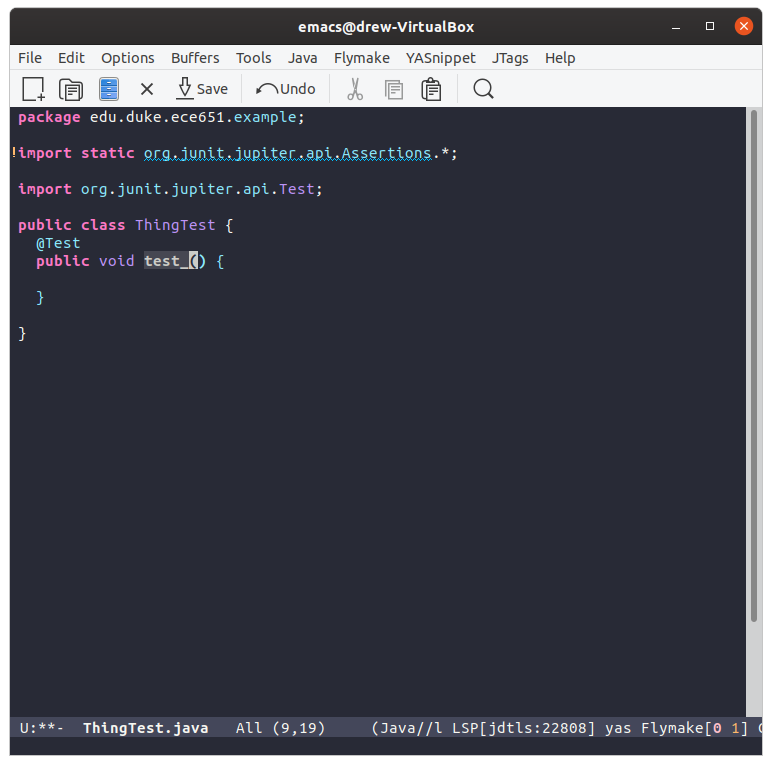 emacs@drew-VirtualBox
File Edit Options Buffers Tools Java Flymake YASnippet JTags Help
Save Undo
package edu.duke.ece651.example;
!import static org.junit.jupiter.api.Assertions.*;
import org.junit.jupiter.api.Test;
public class ThingTest {
@Test
public void test_() {
}
}
U:**- ThingTest.java All (9,19) (Java//l LSP[jdtls:22808] yas Flymake[0 1]